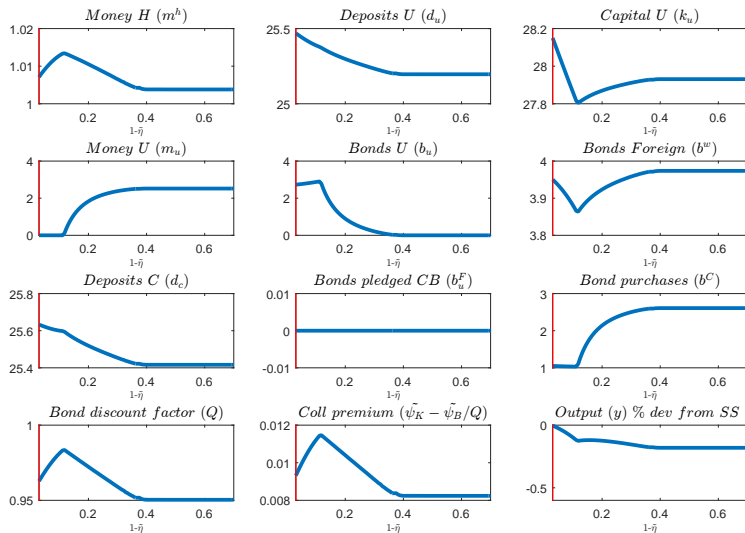 Money H (m^h)
Deposits U (d_u)
Capital U (k_u)
1.02
1.01
1
0.2 0.4 0.6
1-η̃
25.5
25
0.2 0.4 0.6
1-η̃
28.2
28
27.8
0.2 0.4 0.6
1-η̃
Money U (m_u)
Bonds U (b_u)
Bonds Foreign (b^w)
4
2
0
0.2 0.4 0.6
1-η̃
4
2
0
0.2 0.4 0.6
1-η̃
4
3.9
3.8
0.2 0.4 0.6
1-η̃
Deposits C (d_c)
Bonds pledged CB (b_u^F)
Bond purchases (b^C)
25.8
25.6
25.4
0.2 0.4 0.6
1-η̃
0.01
0
-0.01
0.2 0.4 0.6
1-η̃
3
2
1
0.2 0.4 0.6
1-η̃
Bond discount factor (Q)
Coll premium (ψ̃_K − ψ̃_B/Q)
Output (y) % dev from SS
1
0.95
0.2 0.4 0.6
1-η̃
0.012
0.01
0.008
0.2 0.4 0.6
1-η̃
0
-0.5
0.2 0.4 0.6
1-η̃